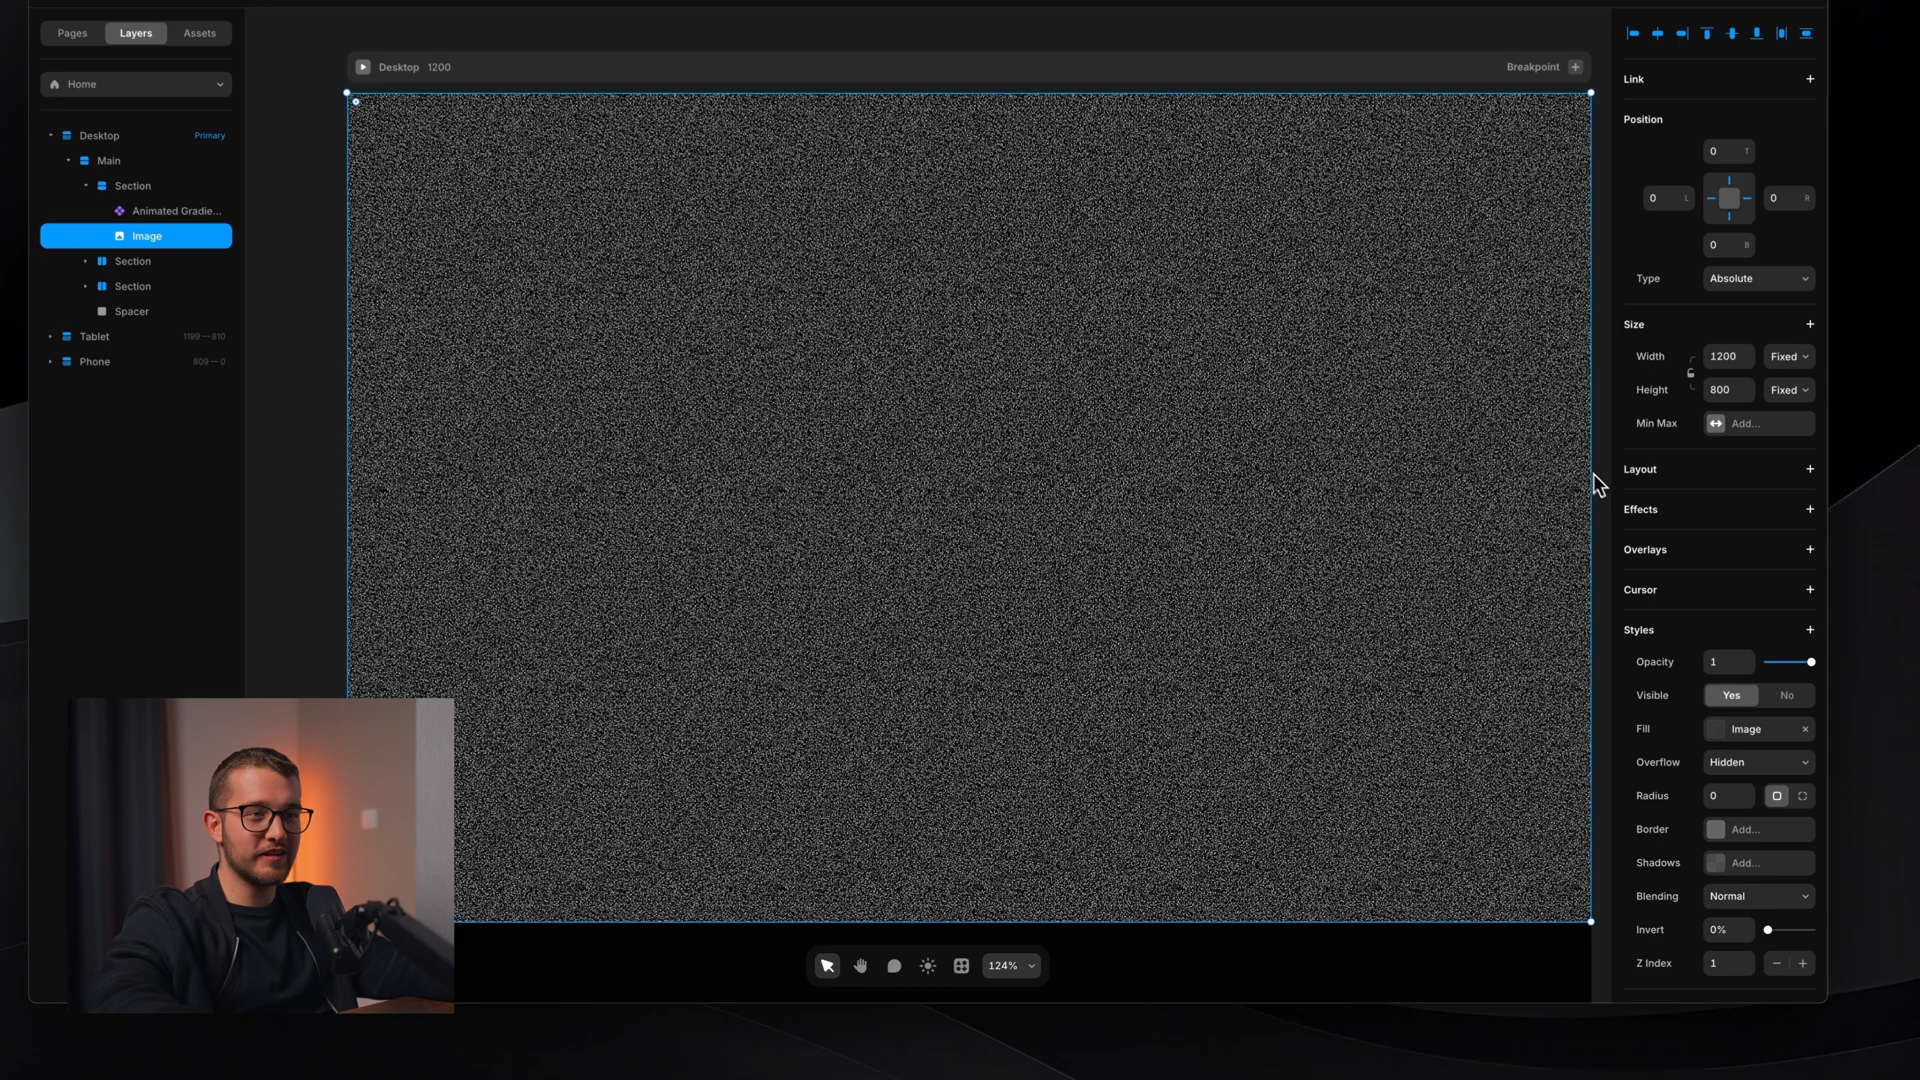 Pages Layers Assets
Home
Desktop Primary
Main
Section
Animated Gradie...
Image
Section
Section
Spacer
Tablet 1199—810
Phone 809—0
Desktop 1200
Breakpoint
124%
Link
Position
0 T
0 L
0 R
0 B
Type Absolute
Size
Width 1200 Fixed
Height 800 Fixed
Min Max Add...
Layout
Effects
Overlays
Cursor
Styles
Opacity 1
Visible Yes No
Fill Image
Overflow Hidden
Radius 0
Border Add...
Shadows Add...
Blending Normal
Invert 0%
Z Index 1